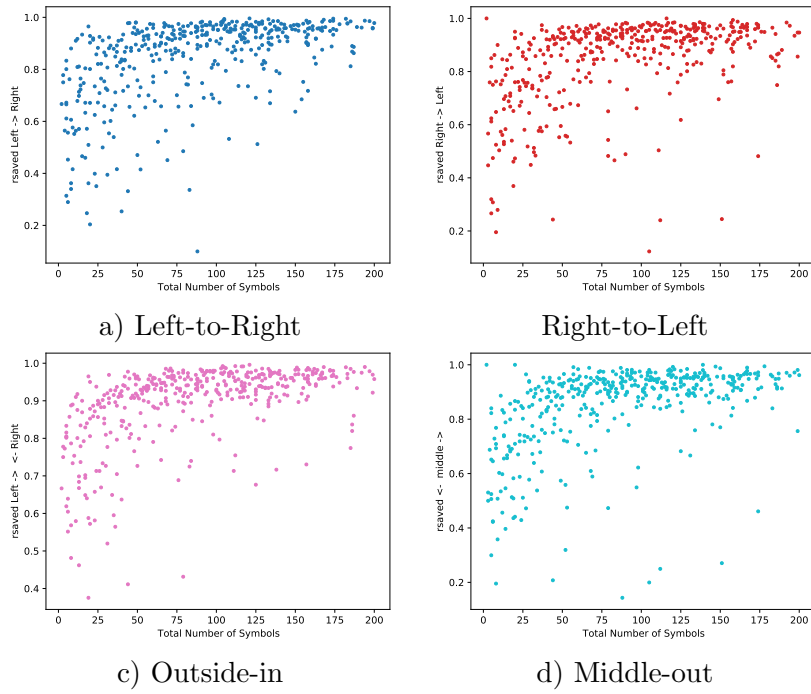 1.0
0.8
0.6
0.4
0.2
rsaved Left -> Right
0 25 50 75 100 125 150 175 200
Total Number of Symbols
a) Left-to-Right
1.0
0.8
0.6
0.4
0.2
rsaved Right -> Left
0 25 50 75 100 125 150 175 200
Total Number of Symbols
Right-to-Left
1.0
0.9
0.8
0.7
0.6
0.5
0.4
rsaved Left -> <- Right
0 25 50 75 100 125 150 175 200
Total Number of Symbols
c) Outside-in
1.0
0.8
0.6
0.4
0.2
rsaved <- middle ->
0 25 50 75 100 125 150 175 200
Total Number of Symbols
d) Middle-out